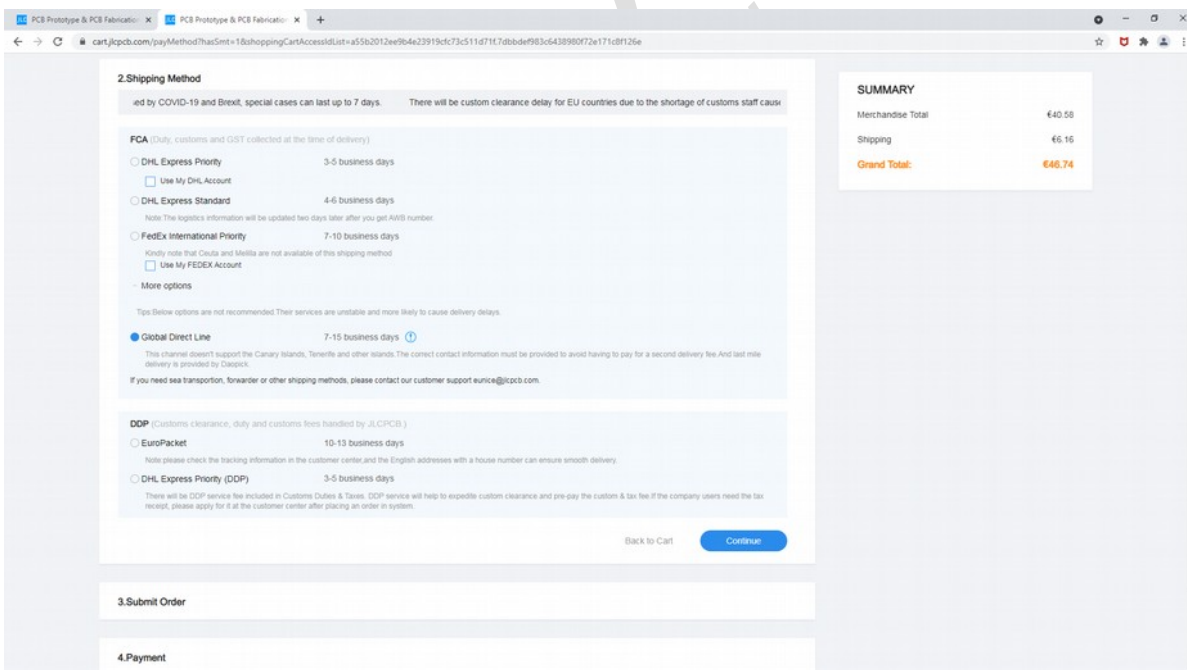 PCB Prototype & PCB Fabrication
PCB Prototype & PCB Fabrication
cart.jlcpcb.com/payMethod?hasSmt=1&shoppingCartAccessIdList=a55b2012ee9b4e23919cfc73c511d71f,7dbbdef983c6438980f72e171c8f126e
2.Shipping Method
ed by COVID-19 and Brexit, special cases can last up to 7 days. There will be custom clearance delay for EU countries due to the shortage of customs staff cause
FCA (Duty, customs and GST collected at the time of delivery)
DHL Express Priority 3-5 business days
Use My DHL Account
DHL Express Standard 4-6 business days
Note:The logistics information will be updated two days later after you get AWB number.
FedEx International Priority 7-10 business days
Kindly note that Ceuta and Melilla are not available of this shipping method
Use My FEDEX Account
More options
Tips:Below options are not recommended.Their services are unstable and more likely to cause delivery delays.
Global Direct Line 7-15 business days
This channel doesn't support the Canary Islands, Tenerife and other islands.The correct contact information must be provided to avoid having to pay for a second delivery fee.And last mile
delivery is provided by Daopick.
If you need sea transportion, forwarder or other shipping methods, please contact our customer support eunice@jlcpcb.com.
DDP (Customs clearance, duty and customs fees handled by JLCPCB )
EuroPacket 10-13 business days
Note:please check the tracking information in the customer center,and the English addresses with a house number can ensure smooth delivery.
DHL Express Priority (DDP) 3-5 business days
There will be DDP service fee included in Customs Duties & Taxes. DDP service will help to expedite custom clearance and pre-pay the custom & tax fee.If the company users need the tax
receipt, please apply for it at the customer center after placing an order in system.
Back to Cart Continue
3.Submit Order
4.Payment
SUMMARY
Merchandise Total €40.58
Shipping €6.16
Grand Total: €46.74